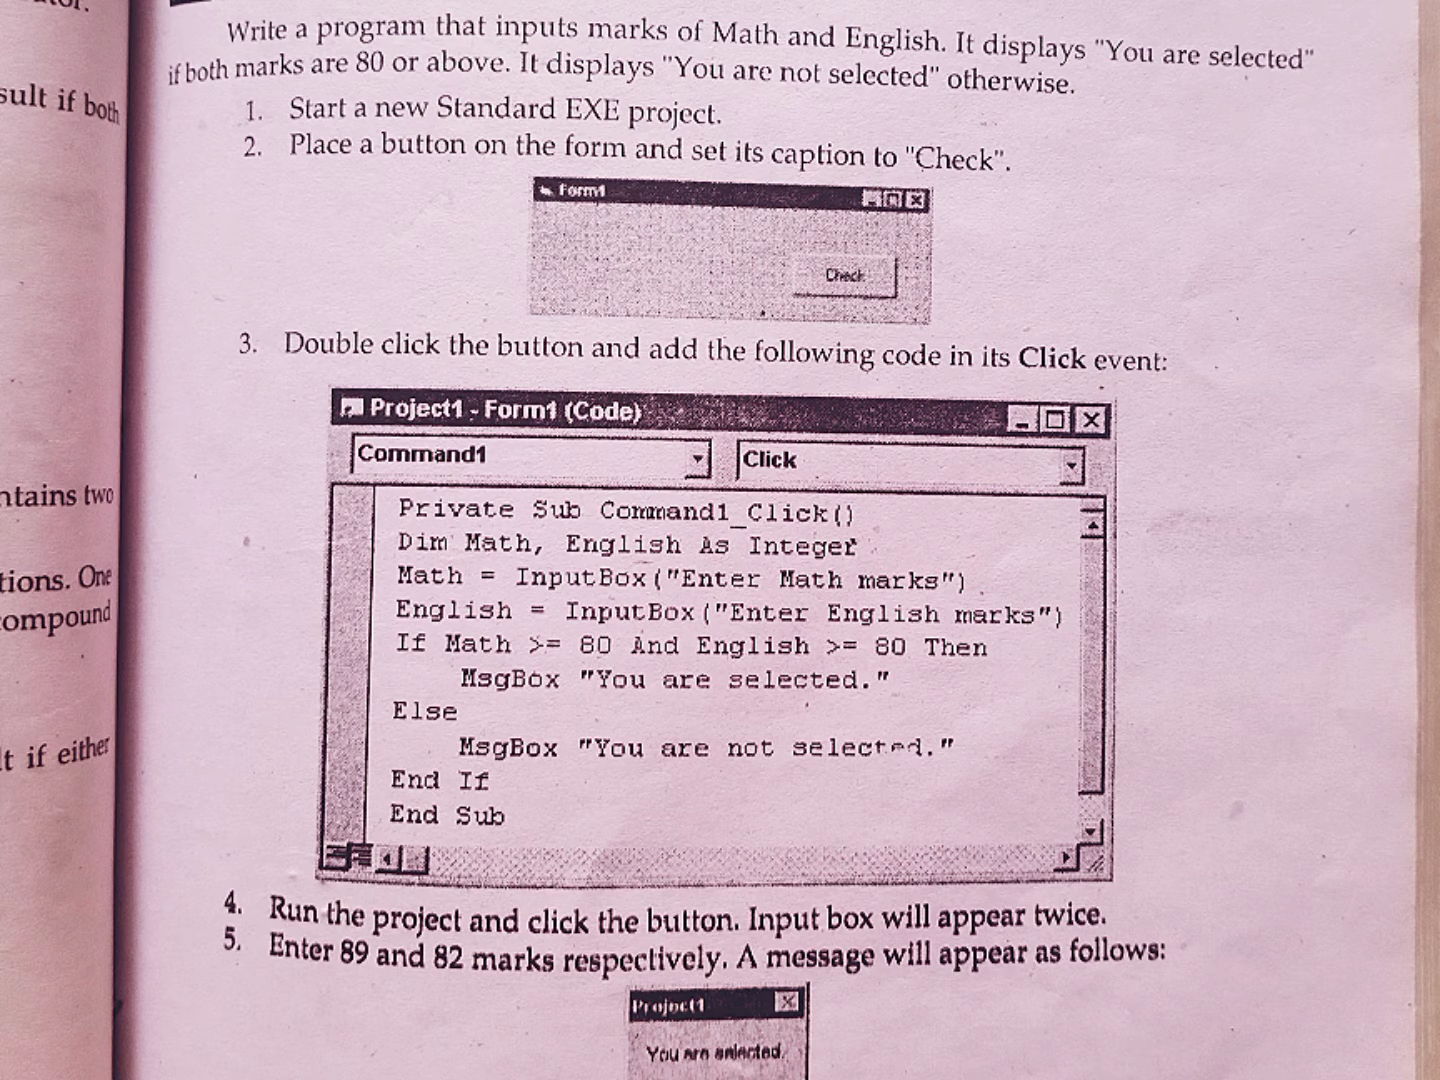 Write a program that inputs marks of Math and English. It displays "You are selected"
if both marks are 80 or above. It displays "You are not selected" otherwise.
sult if both
1. Start a new Standard EXE project.
2. Place a button on the form and set its caption to "Check".
Form1
Check
3. Double click the button and add the following code in its Click event:
Project1 - Form1 (Code)
Command1 Click
ntains two
tions. One
ompound
t if either
Private Sub Command1_Click()
Dim Math, English As Integer
Math = InputBox("Enter Math marks")
English = InputBox("Enter English marks")
If Math >= 80 And English >= 80 Then
MsgBox "You are selected."
Else
MsgBox "You are not selected."
End If
End Sub
4. Run the project and click the button. Input box will appear twice.
5. Enter 89 and 82 marks respectively. A message will appear as follows:
Project1
You are selected.